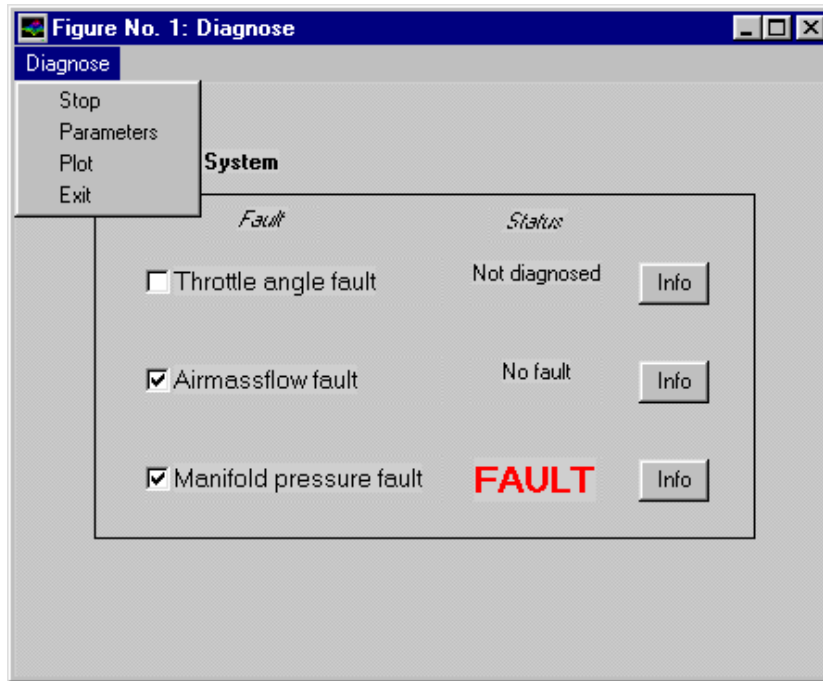 Figure No. 1: Diagnose
Diagnose
Stop
Parameters
Plot
Exit
System
Fault Status
Throttle angle fault Not diagnosed Info
Airmassflow fault No fault Info
Manifold pressure fault FAULT Info